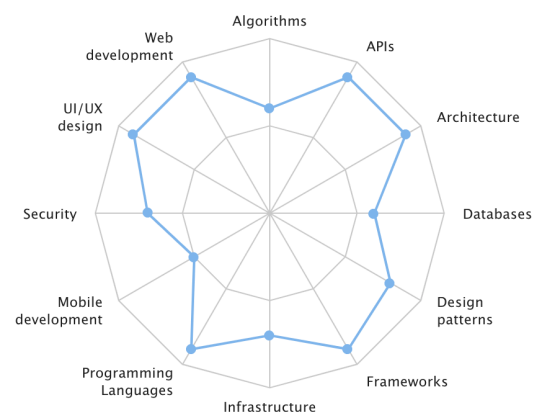 Algorithms
APIs
Architecture
Databases
Design
patterns
Frameworks
Infrastructure
Programming
Languages
Mobile
development
Security
UI/UX
design
Web
development